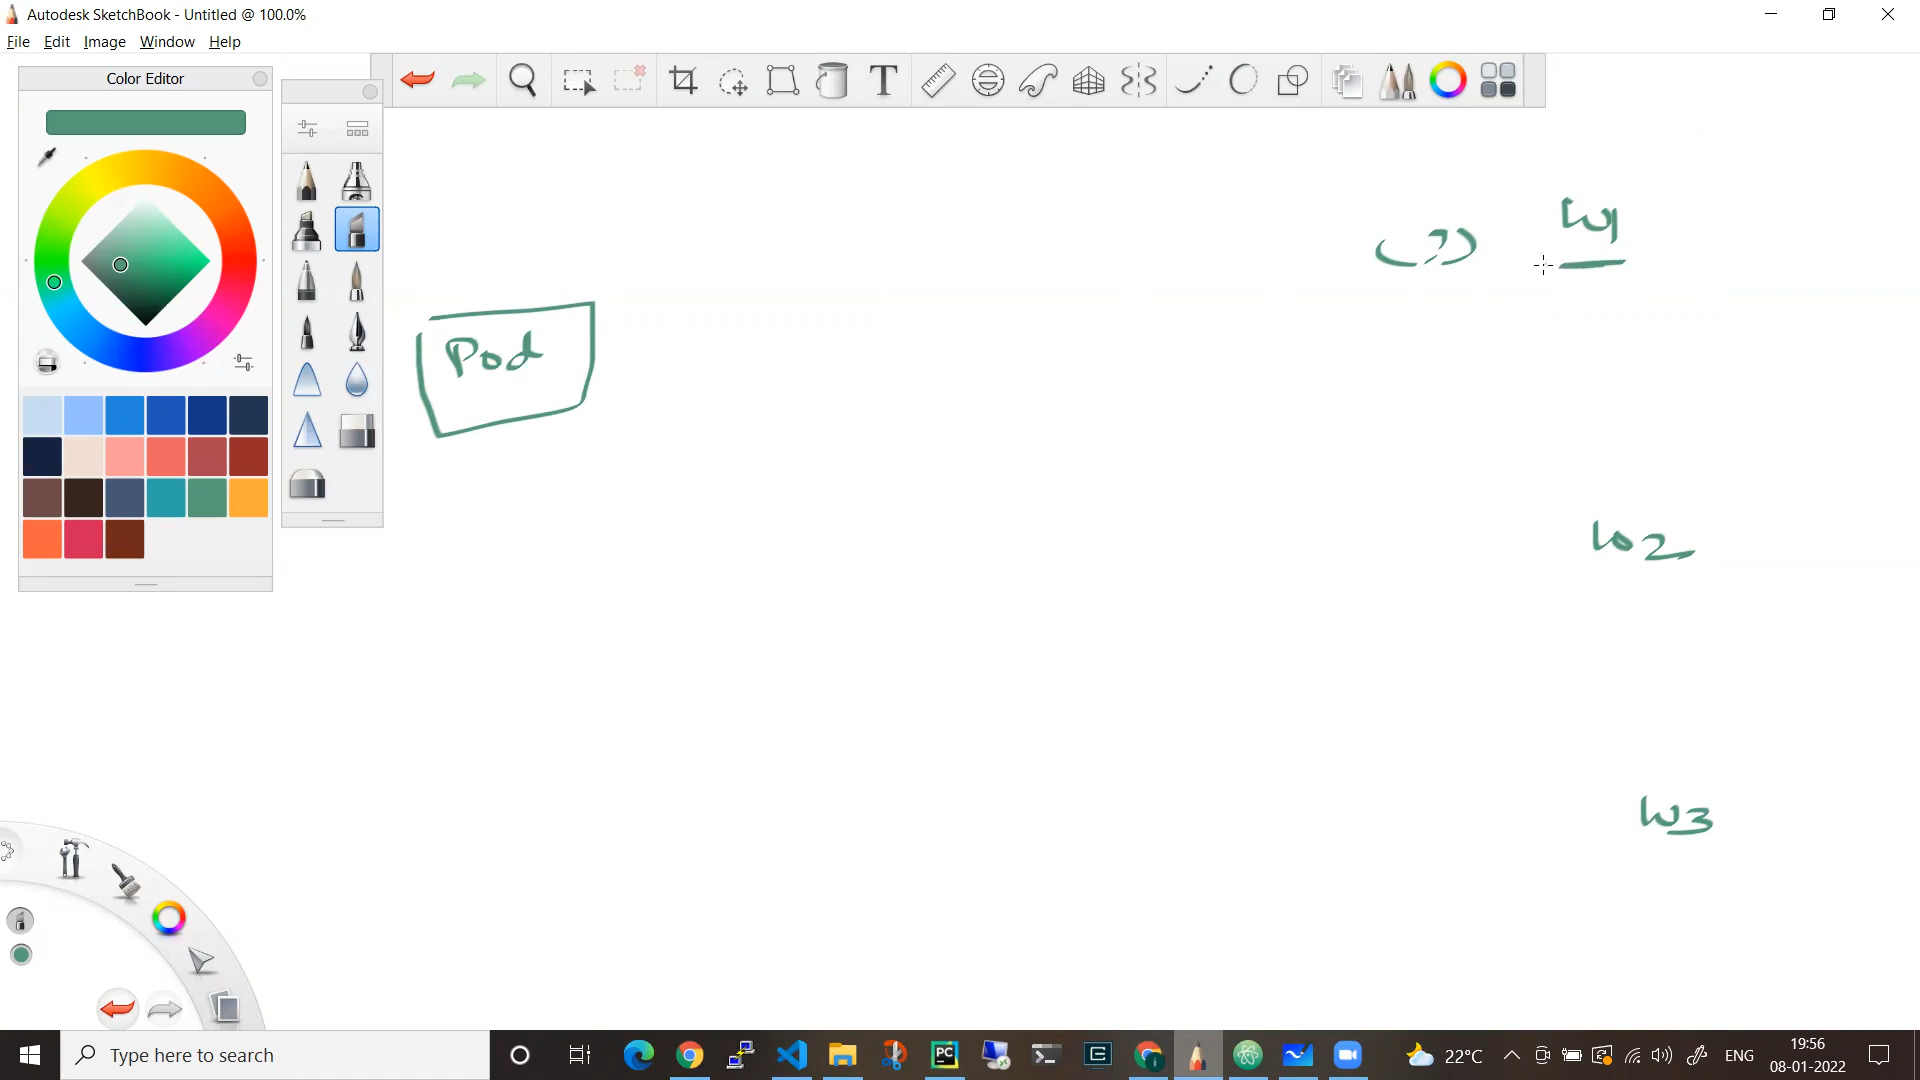 Autodesk SketchBook - Untitled @ 100.0%
File Edit Image Window Help
Color Editor
W1
Pod
W2
W3
Type here to search
22°C
ENG
19:56
08-01-2022